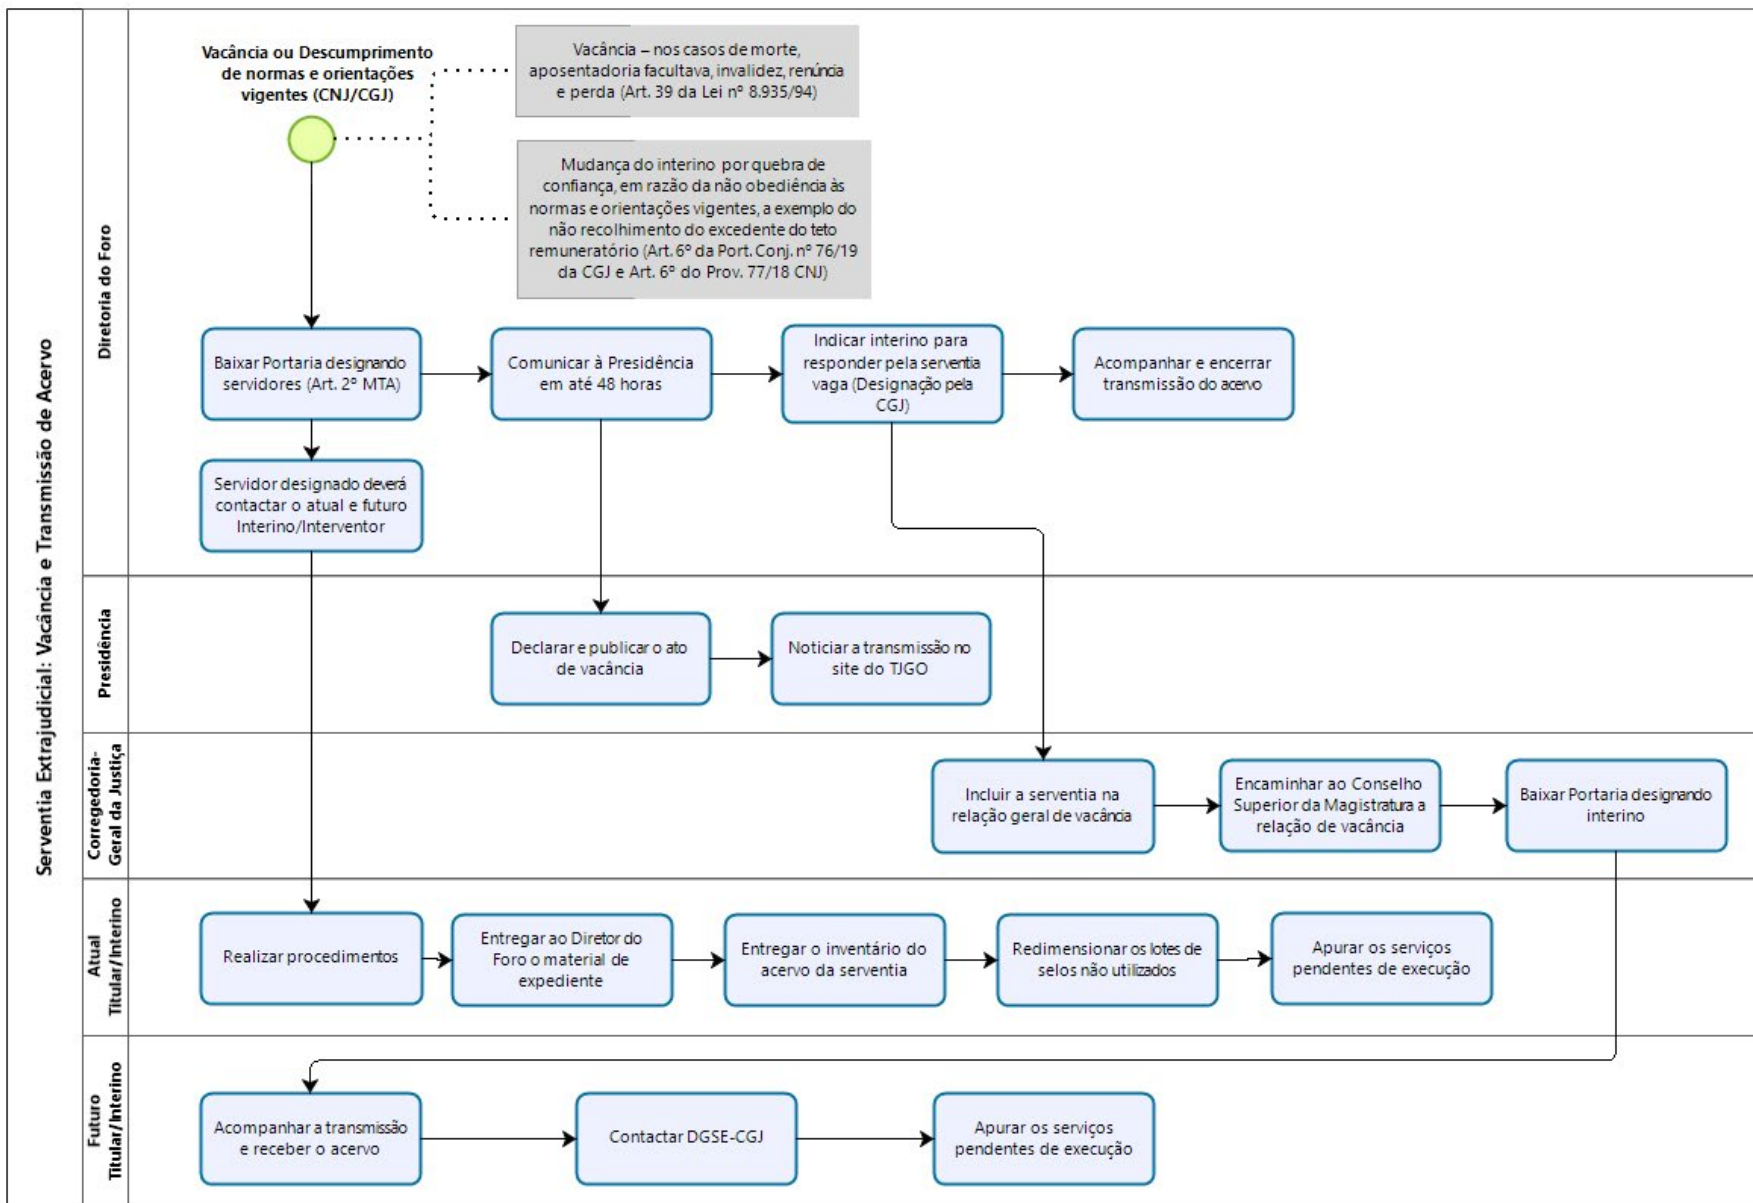 Serventia Extrajudicial: Vacância e Transmissão de Acervo
Diretoria do Foro
Vacância ou Descumprimento
de normas e orientações
vigentes (CNJ/CGJ)
Vacância – nos casos de morte,
aposentadoria facultava, invalidez, renúncia
e perda (Art. 39 da Lei nº 8.935/94)
Mudança do interino por quebra de
confiança, em razão da não obediência às
normas e orientações vigentes, a exemplo do
não recolhimento do excedente do teto
remuneratório (Art. 6º da Port. Conj. nº 76/19
da CGJ e Art. 6º do Prov. 77/18 CNJ)
Baixar Portaria designando
servidores (Art. 2º MTA)
Comunicar à Presidência
em até 48 horas
Indicar interino para
responder pela serventia
vaga (Designação pela
CGJ)
Acompanhar e encerrar
transmissão do acervo
Servidor designado deverá
contactar o atual e futuro
Interino/Interventor
Presidência
Declarar e publicar o ato
de vacância
Noticiar a transmissão no
site do TJGO
Corregedoria-
Geral da Justiça
Incluir a serventia na
relação geral de vacância
Encaminhar ao Conselho
Superior da Magistratura a
relação de vacância
Baixar Portaria designando
interino
Atual
Titular/Interino
Realizar procedimentos
Entregar ao Diretor do
Foro o material de
expediente
Entregar o inventário do
acervo da serventia
Redimensionar os lotes de
selos não utilizados
Apurar os serviços
pendentes de execução
Futuro
Titular/Interino
Acompanhar a transmissão
e receber o acervo
Contactar DGSE-CGJ
Apurar os serviços
pendentes de execução